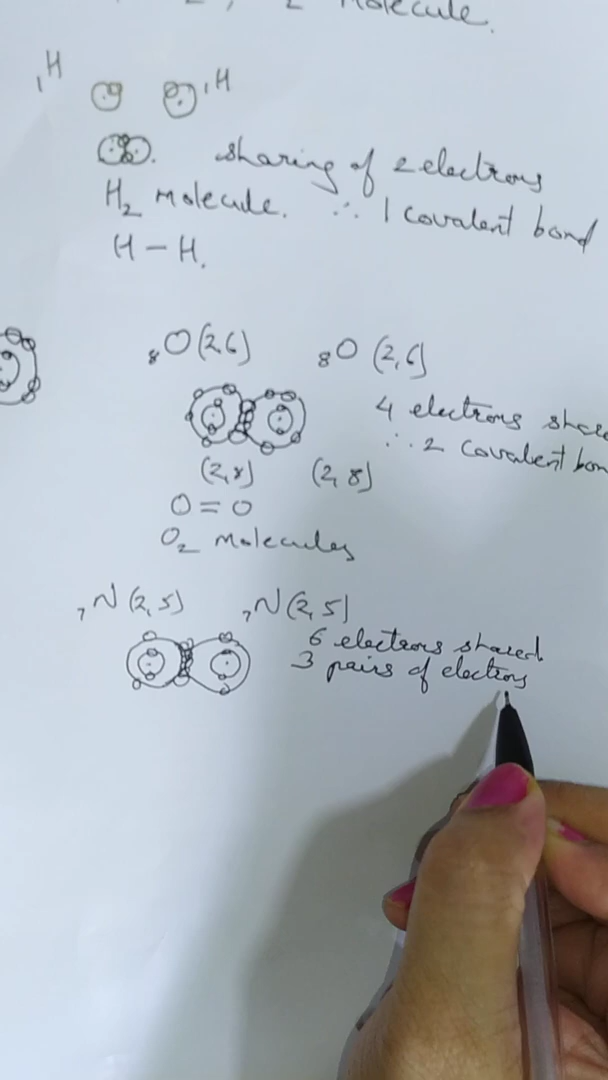 molecule.
₁H ₁H
sharing of 2 electrons
H₂ molecule. ∴ 1 covalent bond
H – H.
₈O (2,6) ₈O (2,6)
4 electrons share
∴ 2 covalent bon
(2,8) (2,8)
O = O
O₂ molecules
₇N (2,5) ₇N (2,5)
6 electrons shared
3 pairs of electrons